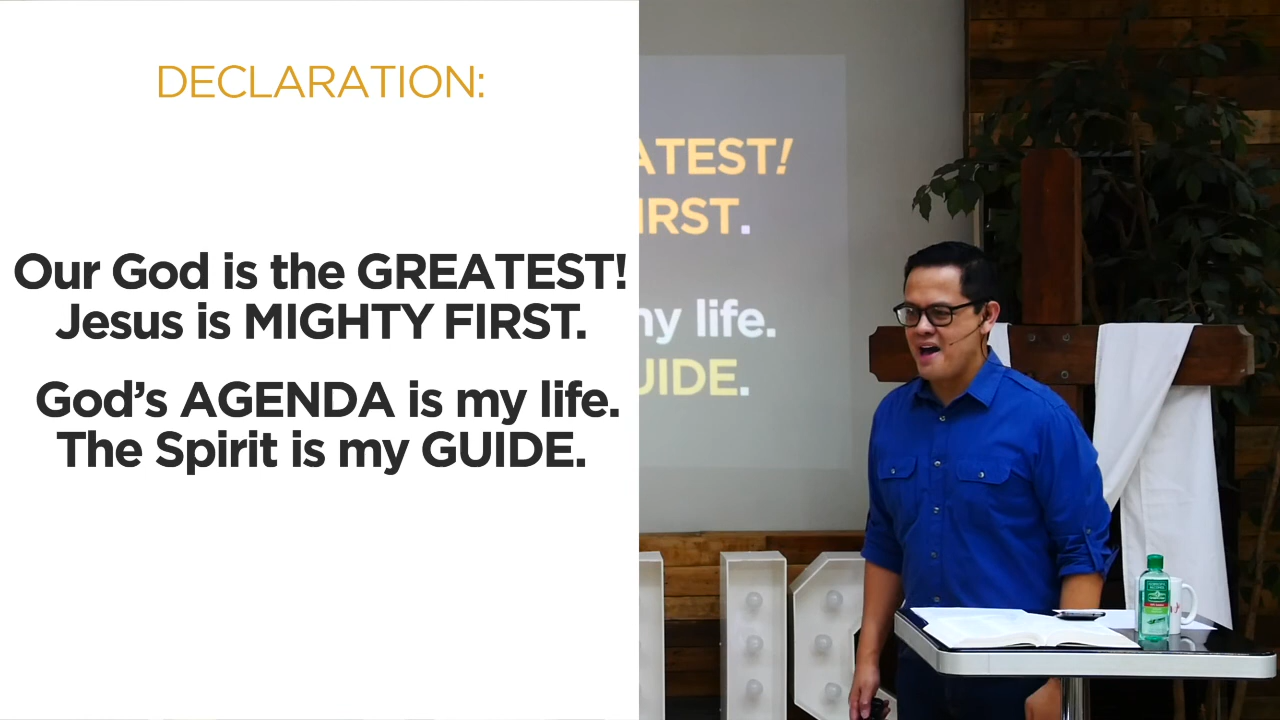 DECLARATION:
Our God is the GREATEST!
Jesus is MIGHTY FIRST.
God’s AGENDA is my life.
The Spirit is my GUIDE.
ATEST!
IRST.
my life.
UIDE.